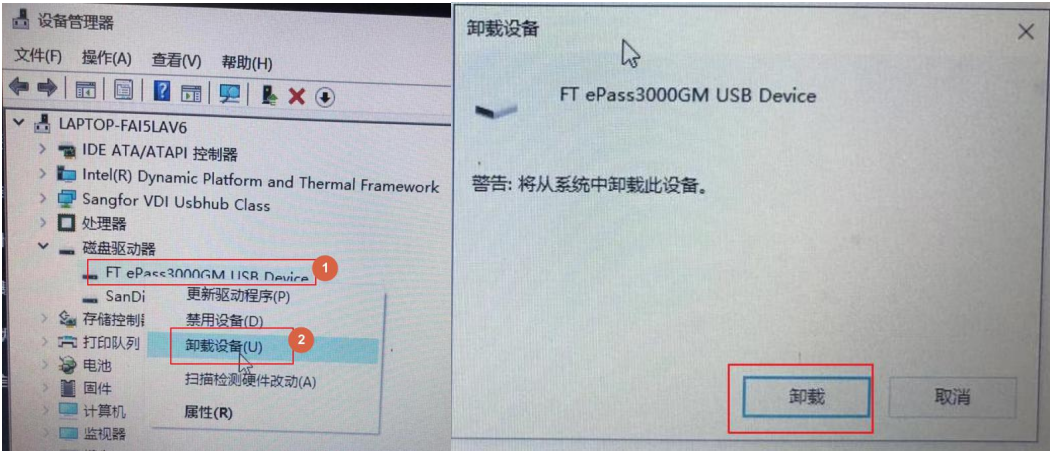 设备管理器
文件(F) 操作(A) 查看(V) 帮助(H)
LAPTOP-FAI5LAV6
IDE ATA/ATAPI 控制器
Intel(R) Dynamic Platform and Thermal Framework
Sangfor VDI Usbhub Class
处理器
磁盘驱动器
FT ePass3000GM USB Device
1
SanDi
更新驱动程序(P)
存储控制
禁用设备(D)
打印队列
卸载设备(U)
2
电池
扫描检测硬件改动(A)
固件
属性(R)
计算机
监视器
卸载设备
FT ePass3000GM USB Device
警告: 将从系统中卸载此设备。
卸载
取消